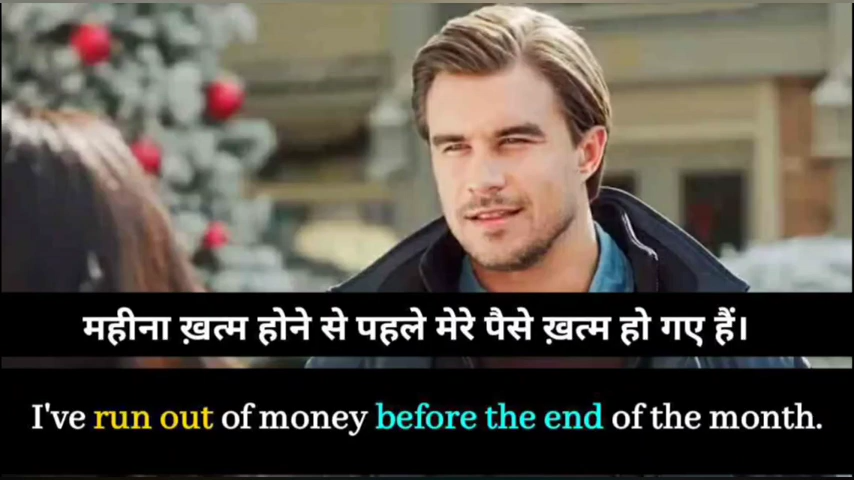 महीना ख़त्म होने से पहले मेरे पैसे ख़त्म हो गए हैं।
I've run out of money before the end of the month.